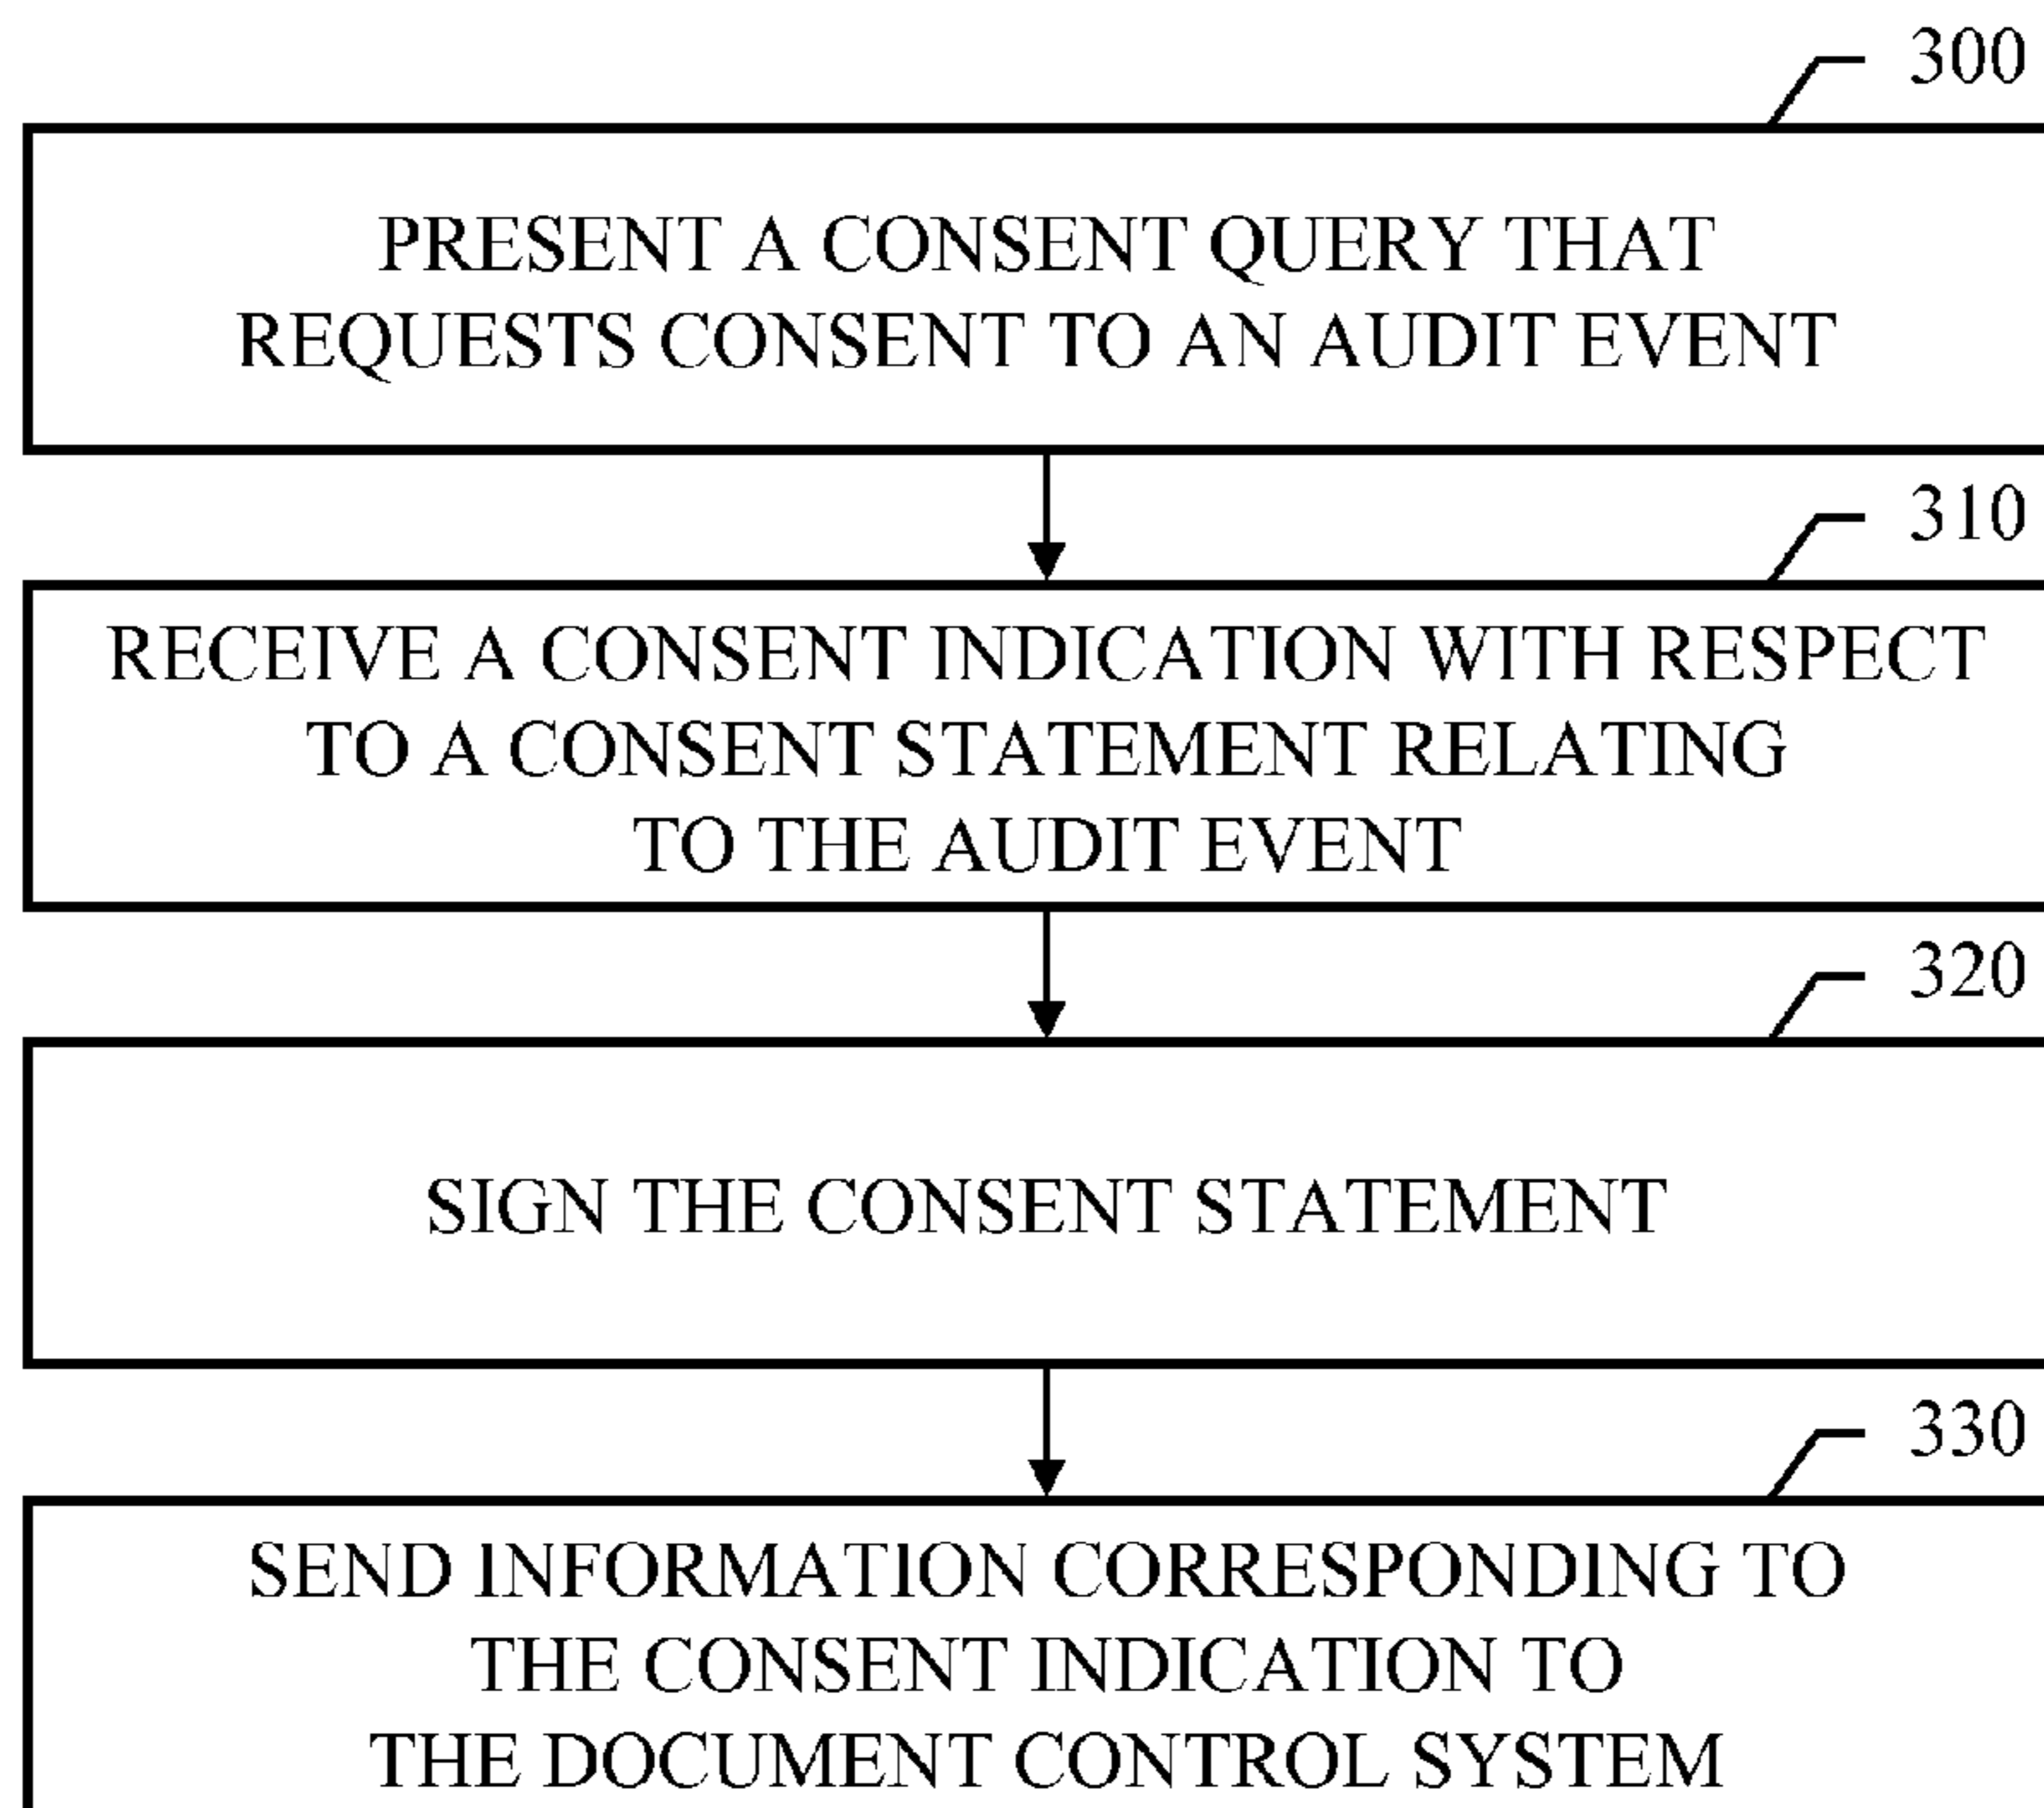 300
PRESENT A CONSENT QUERY THAT
REQUESTS CONSENT TO AN AUDIT EVENT
310
RECEIVE A CONSENT INDICATION WITH RESPECT
TO A CONSENT STATEMENT RELATING
TO THE AUDIT EVENT
320
SIGN THE CONSENT STATEMENT
330
SEND INFORMATION CORRESPONDING TO
THE CONSENT INDICATION TO
THE DOCUMENT CONTROL SYSTEM